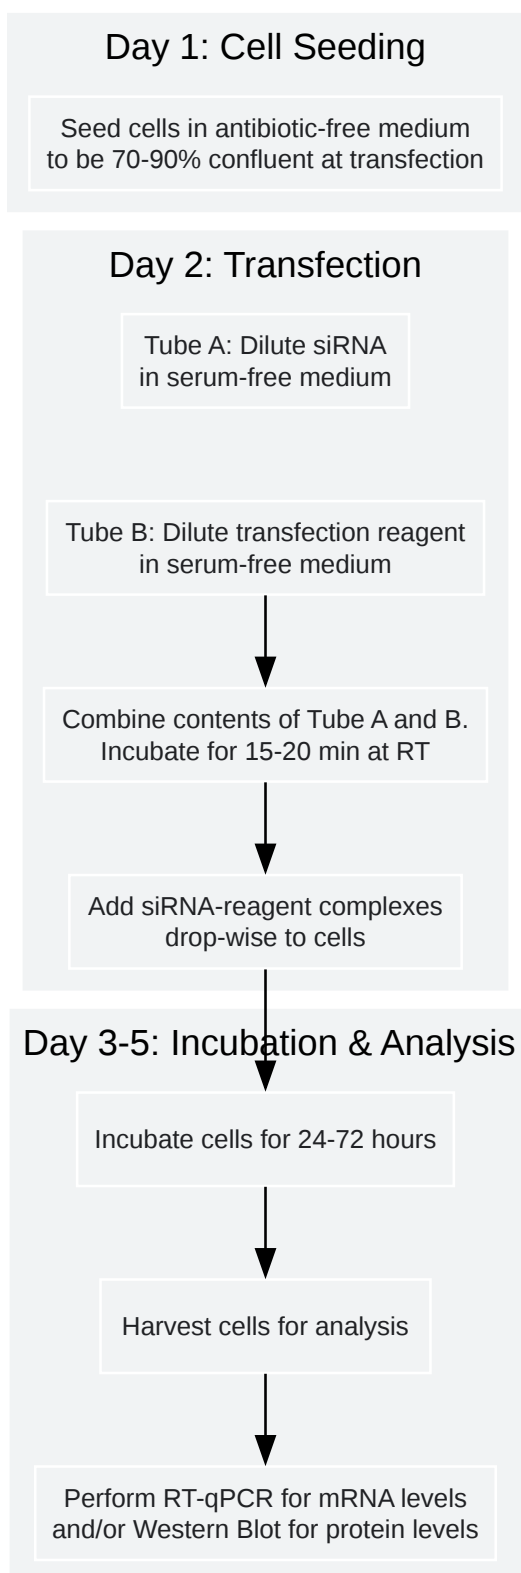 Day 1: Cell Seeding
Seed cells in antibiotic-free medium
to be 70-90% confluent at transfection
Day 2: Transfection
Tube A: Dilute siRNA
in serum-free medium
Tube B: Dilute transfection reagent
in serum-free medium
Combine contents of Tube A and B.
Incubate for 15-20 min at RT
Add siRNA-reagent complexes
drop-wise to cells
Day 3-5: Incubation & Analysis
Incubate cells for 24-72 hours
Harvest cells for analysis
Perform RT-qPCR for mRNA levels
and/or Western Blot for protein levels